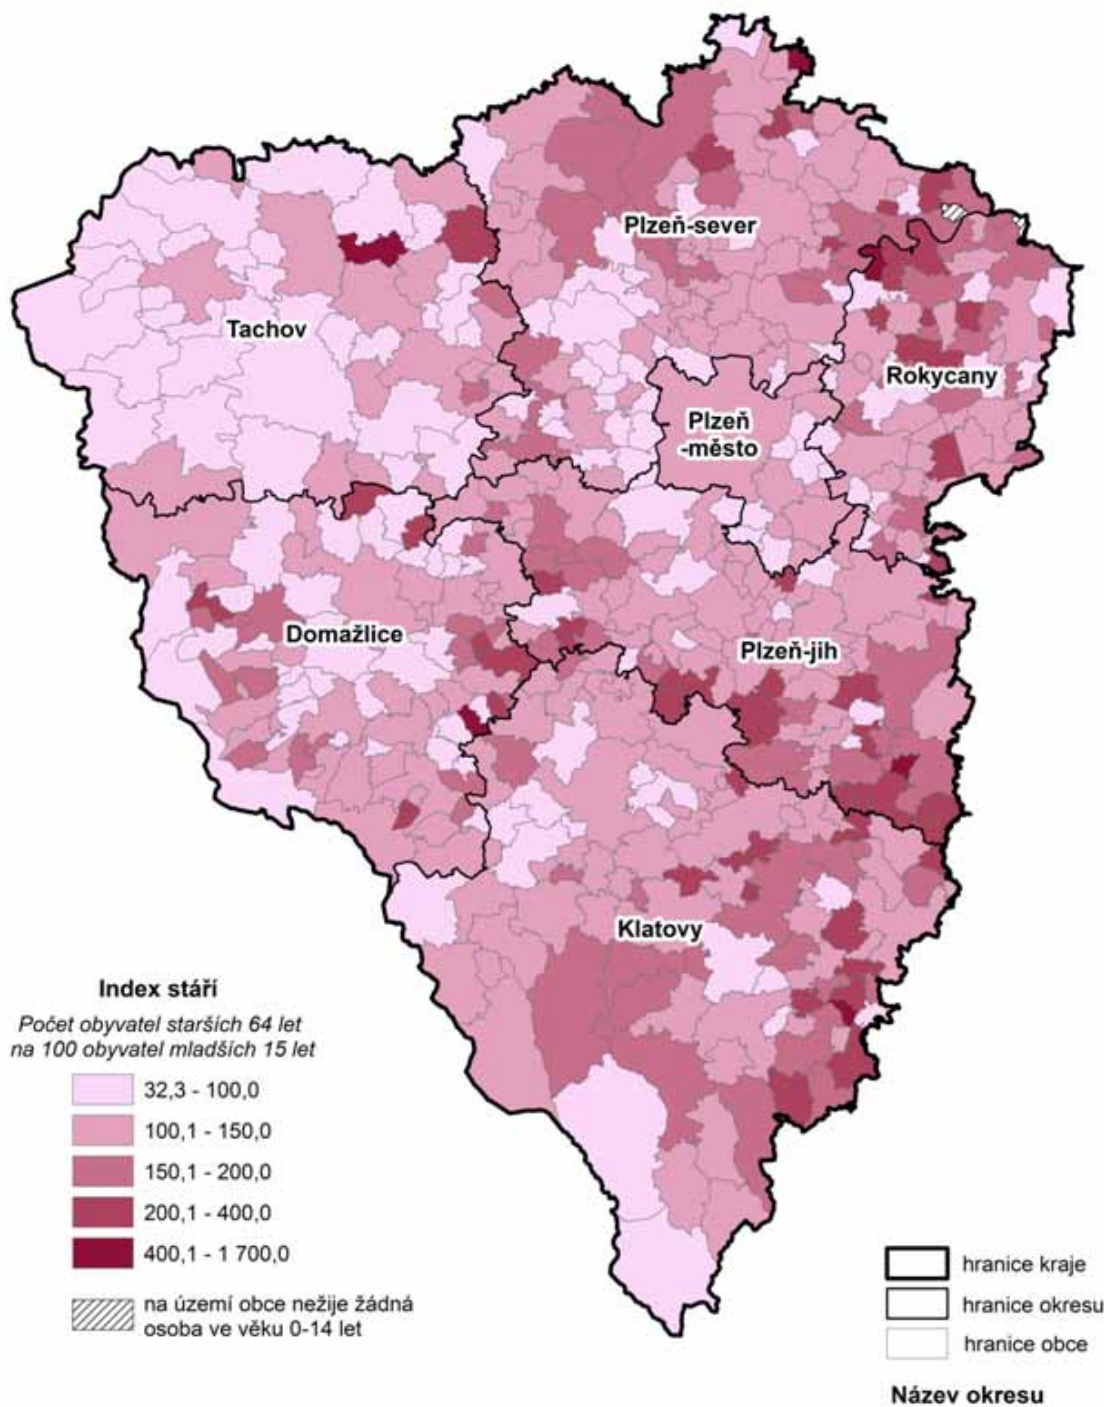 Plzeň-sever
Tachov
Rokycany
Plzeň
-město
Domažlice
Plzeň-jih
Klatovy
Index stáří
Počet obyvatel starších 64 let
na 100 obyvatel mladších 15 let
32,3 - 100,0
100,1 - 150,0
150,1 - 200,0
200,1 - 400,0
400,1 - 1 700,0
na území obce nežije žádná
osoba ve věku 0-14 let
hranice kraje
hranice okresu
hranice obce
Název okresu